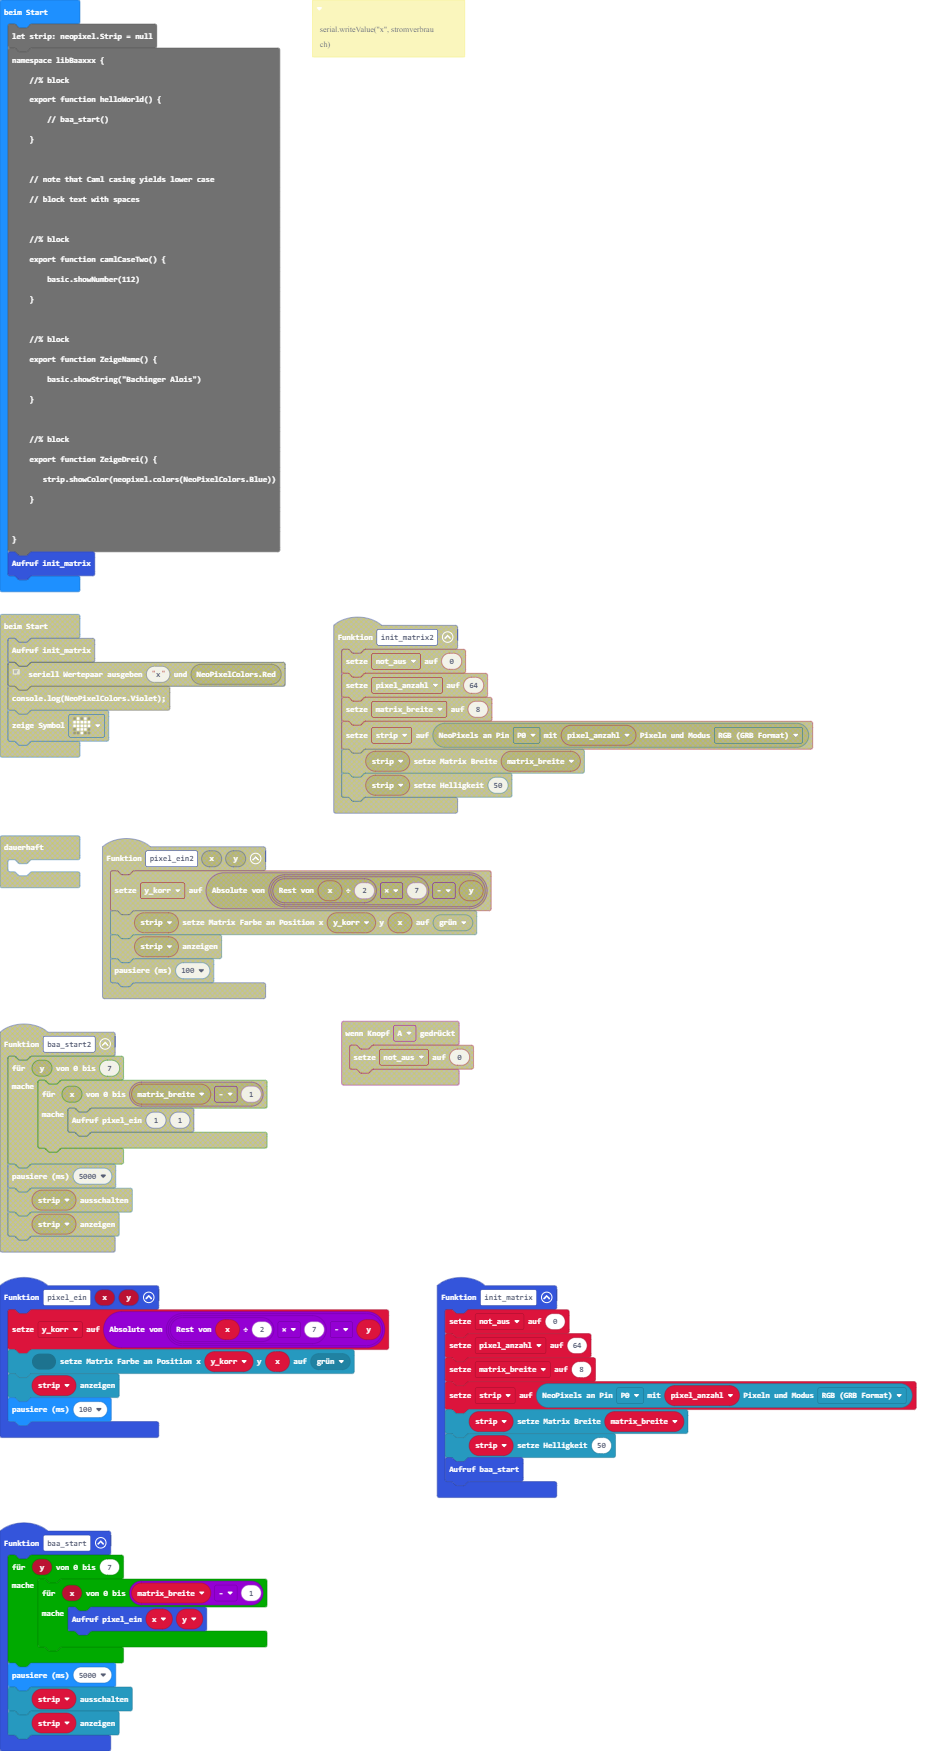 beim Start
let strip: neopixel.Strip = null
namespace libBaaxxx {
//% block
export function helloWorld() {
// baa_start()
}
// note that Caml casing yields lower case
// block text with spaces
//% block
export function camlCaseTwo() {
basic.showNumber(112)
}
//% block
export function ZeigeName() {
basic.showString("Bachinger Alois")
}
//% block
export function ZeigeDrei() {
strip.showColor(neopixel.colors(NeoPixelColors.Blue))
}
}
Aufruf init_matrix
serial.writeValue("x", stromverbrau
ch)
beim Start
Aufruf init_matrix
seriell Wertepaar ausgeben "x" und NeoPixelColors.Red
console.log(NeoPixelColors.Violet);
zeige Symbol
Funktion init_matrix2
setze not_aus auf 0
setze pixel_anzahl auf 64
setze matrix_breite auf 8
setze strip auf NeoPixels an Pin P0 mit pixel_anzahl Pixeln und Modus RGB (GRB Format)
strip setze Matrix Breite matrix_breite
strip setze Helligkeit 50
dauerhaft
Funktion pixel_ein2 x y
setze y_korr auf Absolute von Rest von x ÷ 2 × 7 - y
strip setze Matrix Farbe an Position x y_korr y x auf grün
strip anzeigen
pausiere (ms) 100
Funktion baa_start2
für y von 0 bis 7
mache
für x von 0 bis matrix_breite - 1
mache Aufruf pixel_ein 1 1
pausiere (ms) 5000
strip ausschalten
strip anzeigen
wenn Knopf A gedrückt
setze not_aus auf 0
Funktion pixel_ein x y
setze y_korr auf Absolute von Rest von x ÷ 2 × 7 - y
setze Matrix Farbe an Position x y_korr y x auf grün
strip anzeigen
pausiere (ms) 100
Funktion init_matrix
setze not_aus auf 0
setze pixel_anzahl auf 64
setze matrix_breite auf 8
setze strip auf NeoPixels an Pin P0 mit pixel_anzahl Pixeln und Modus RGB (GRB Format)
strip setze Matrix Breite matrix_breite
strip setze Helligkeit 50
Aufruf baa_start
Funktion baa_start
für y von 0 bis 7
mache
für x von 0 bis matrix_breite - 1
mache Aufruf pixel_ein x y
pausiere (ms) 5000
strip ausschalten
strip anzeigen